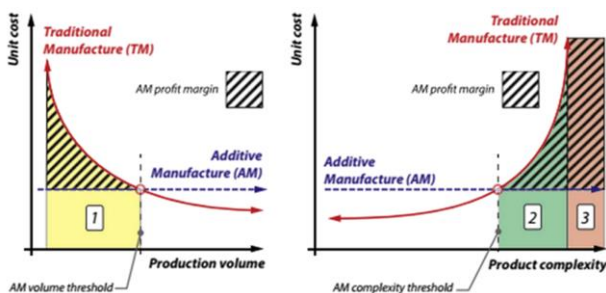 Unit cost
Traditional
Manufacture (TM)
AM profit margin
Additive
Manufacture (AM)
1
Production volume
AM volume threshold
Unit cost
Traditional
Manufacture (TM)
AM profit margin
Additive
Manufacture (AM)
2
3
Product complexity
AM complexity threshold